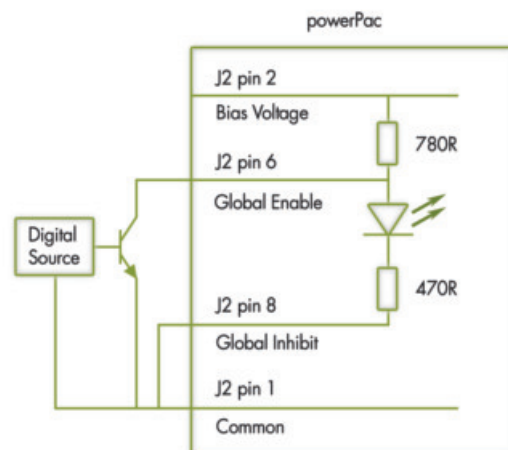 powerPac
J2 pin 2
Bias Voltage
780R
J2 pin 6
Global Enable
Digital
Source
470R
J2 pin 8
Global Inhibit
J2 pin 1
Common